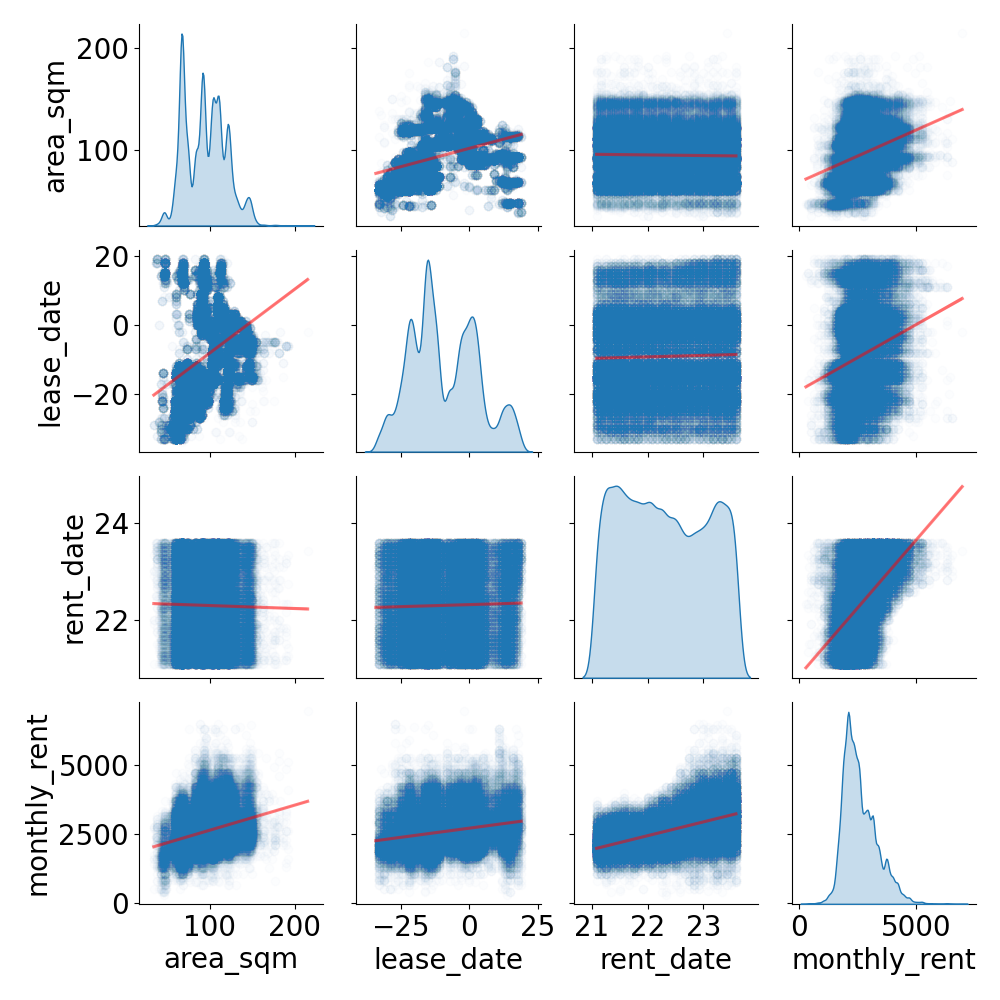 area_sqm
200
100
lease_date
20
0
−20
rent_date
24
22
monthly_rent
5000
2500
0
100 200
−25 0 25
21 22 23
0 5000
area_sqm lease_date rent_date monthly_rent